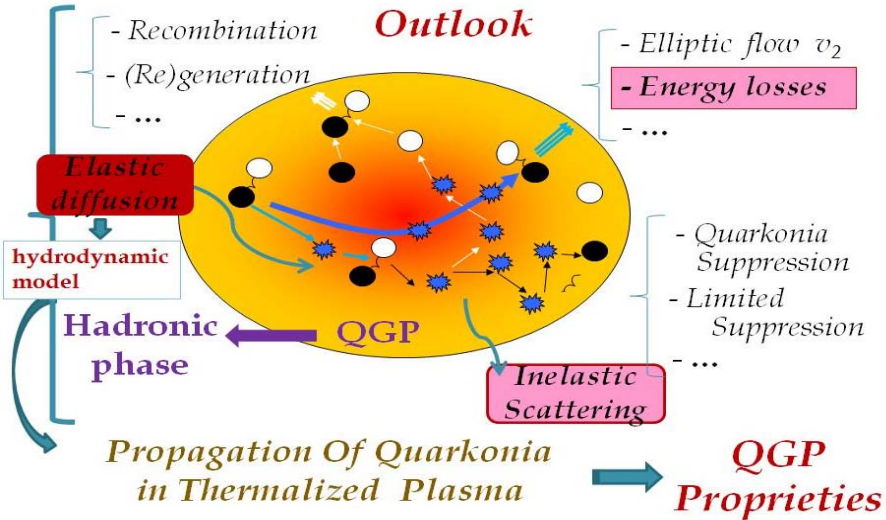 Outlook
- Recombination
- (Re)generation
- ...
- Elliptic flow v₂
- Energy losses
- ...
Elastic
diffusion
hydrodynamic
model
- Quarkonia
Suppression
- Limited
Suppression
- ...
Hadronic
phase
QGP
Inelastic
Scattering
Propagation Of Quarkonia
in Thermalized Plasma
QGP
Proprieties